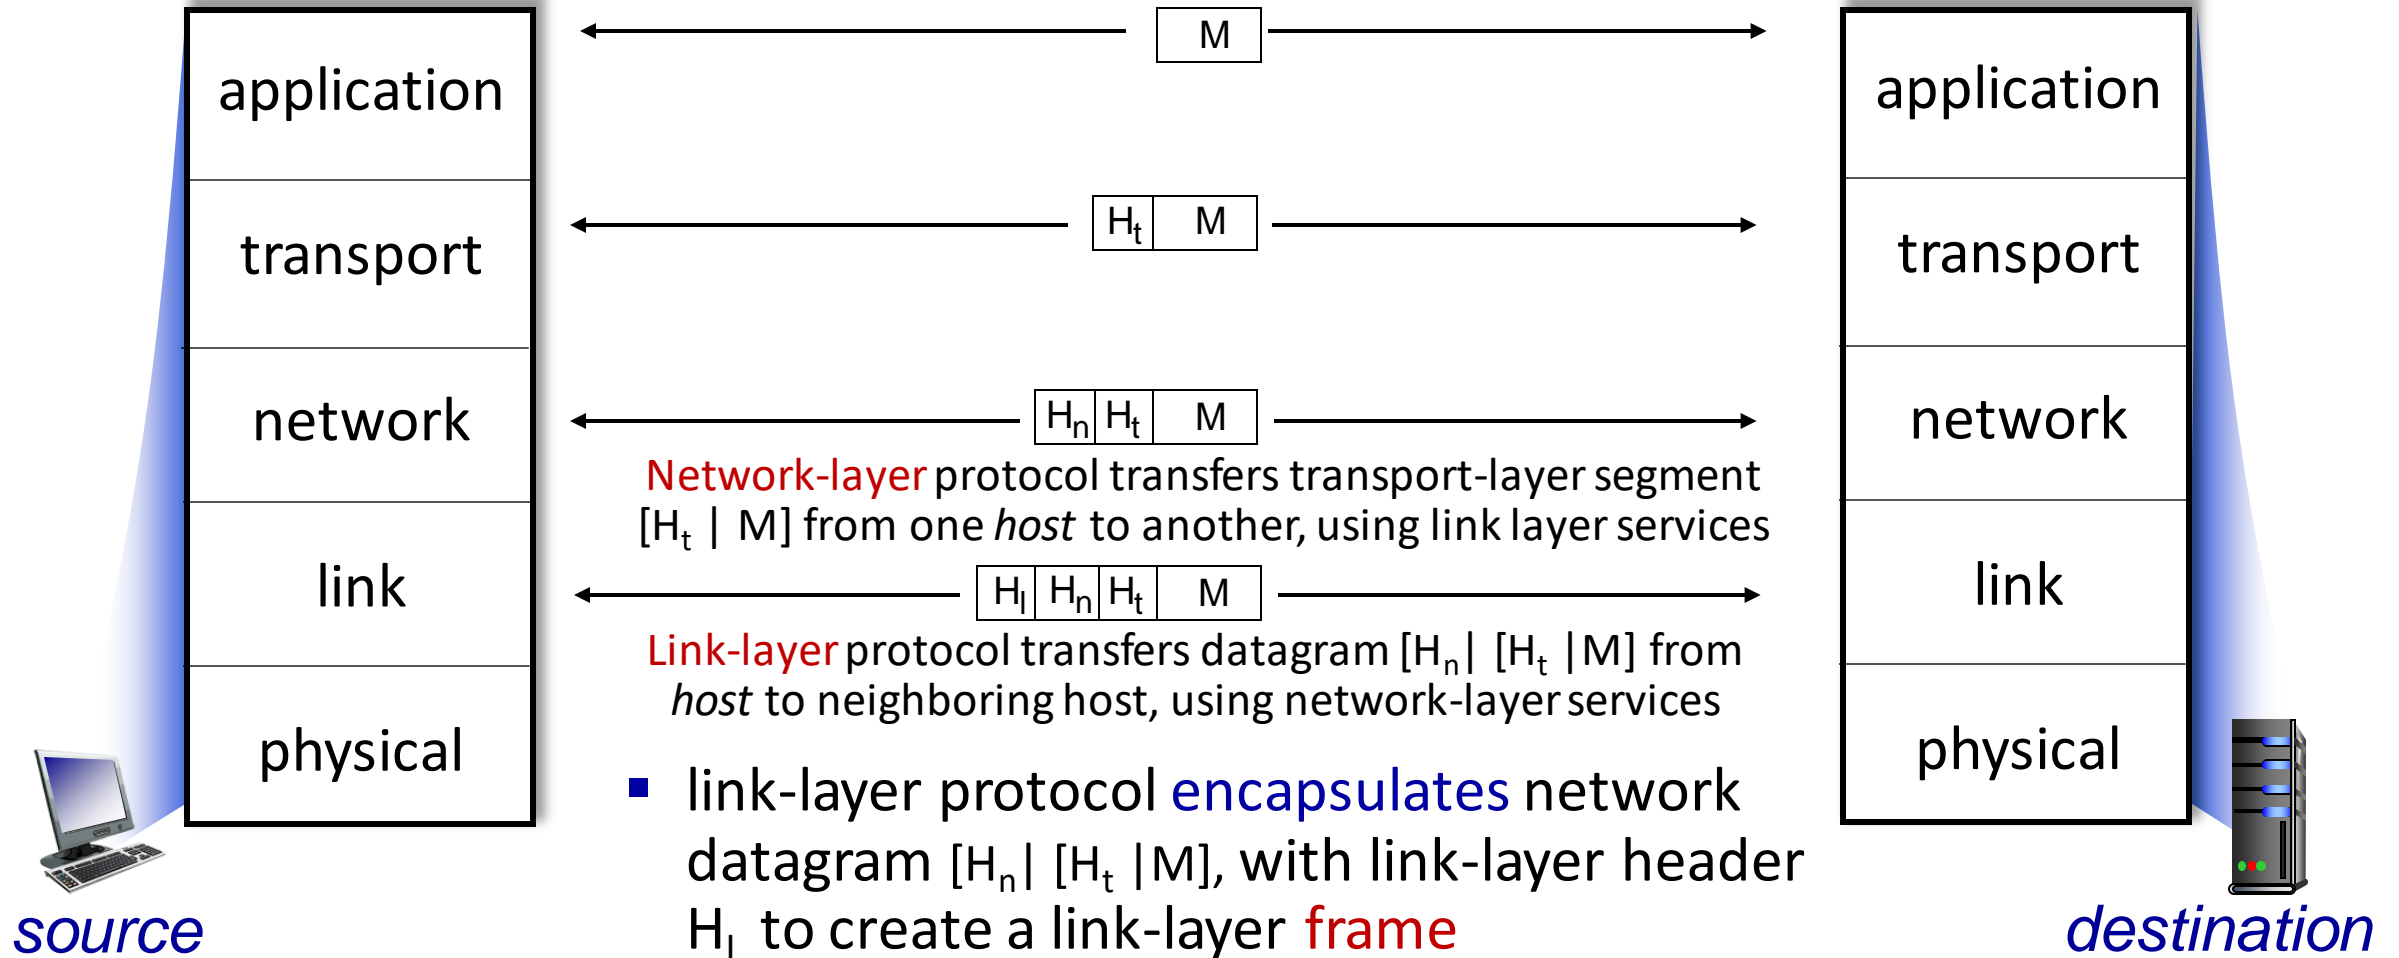 M
application
application
Hₜ M
transport
transport
Hₙ Hₜ M
network
network
Network-layer protocol transfers transport-layer segment
[Hₜ | M] from one host to another, using link layer services
link
link
Hₗ Hₙ Hₜ M
Link-layer protocol transfers datagram [Hₙ| [Hₜ |M] from
host to neighboring host, using network-layer services
physical
physical
▪ link-layer protocol encapsulates network
datagram [Hₙ| [Hₜ |M], with link-layer header
Hₗ to create a link-layer frame
source
destination